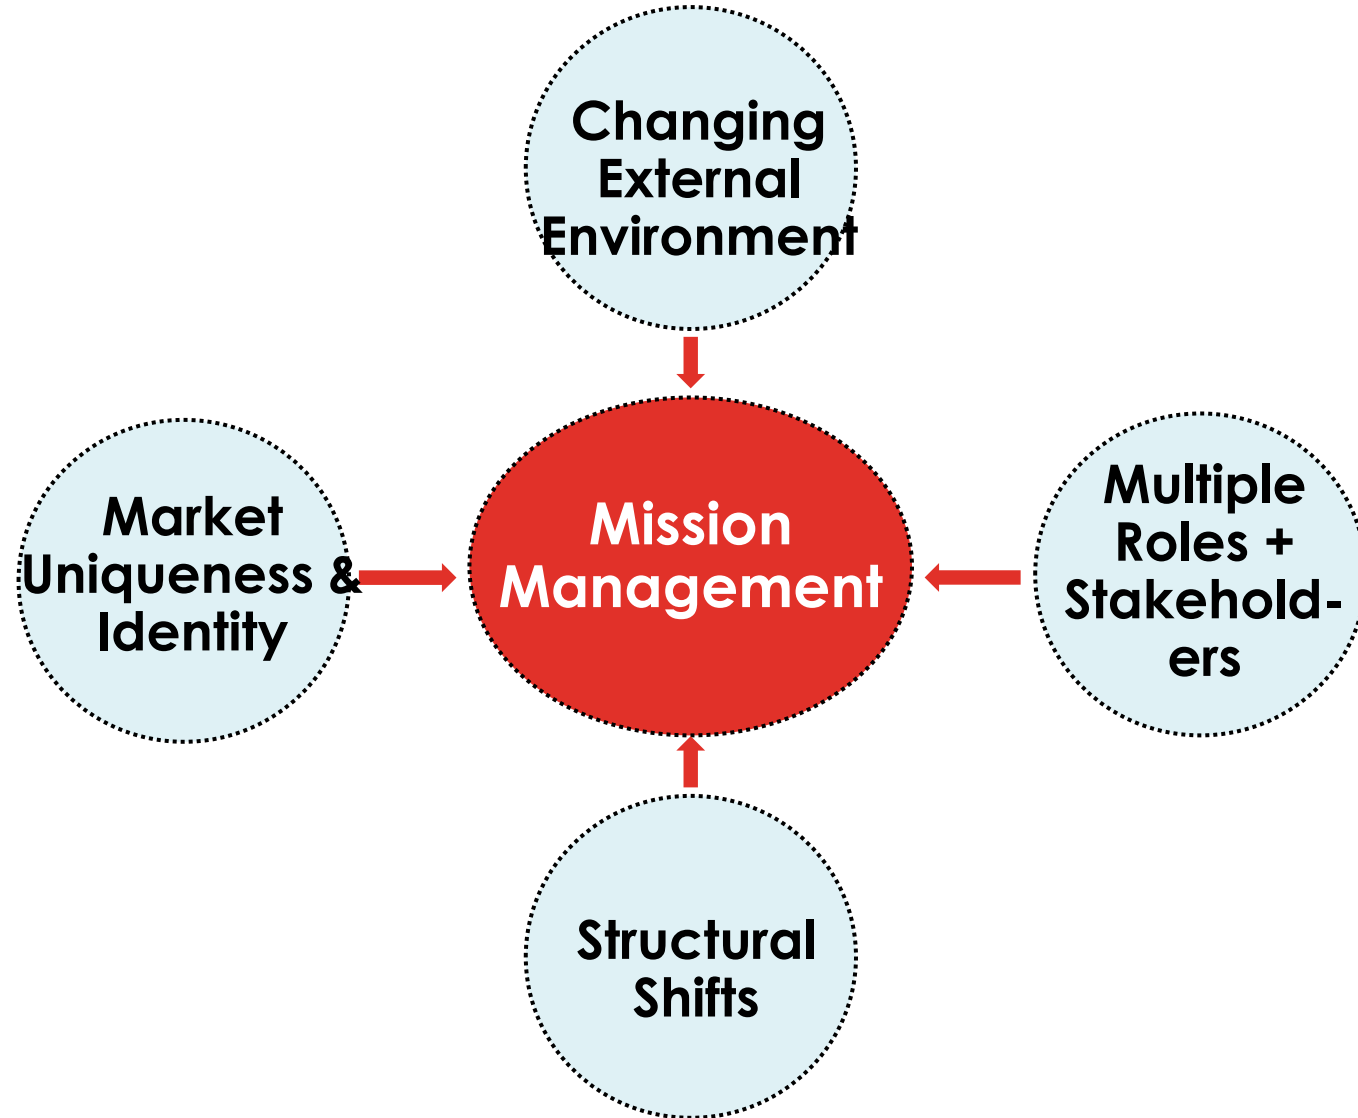 Changing
External
Environment
Market
Uniqueness &
Identity
Mission
Management
Multiple
Roles +
Stakehold-
ers
Structural
Shifts